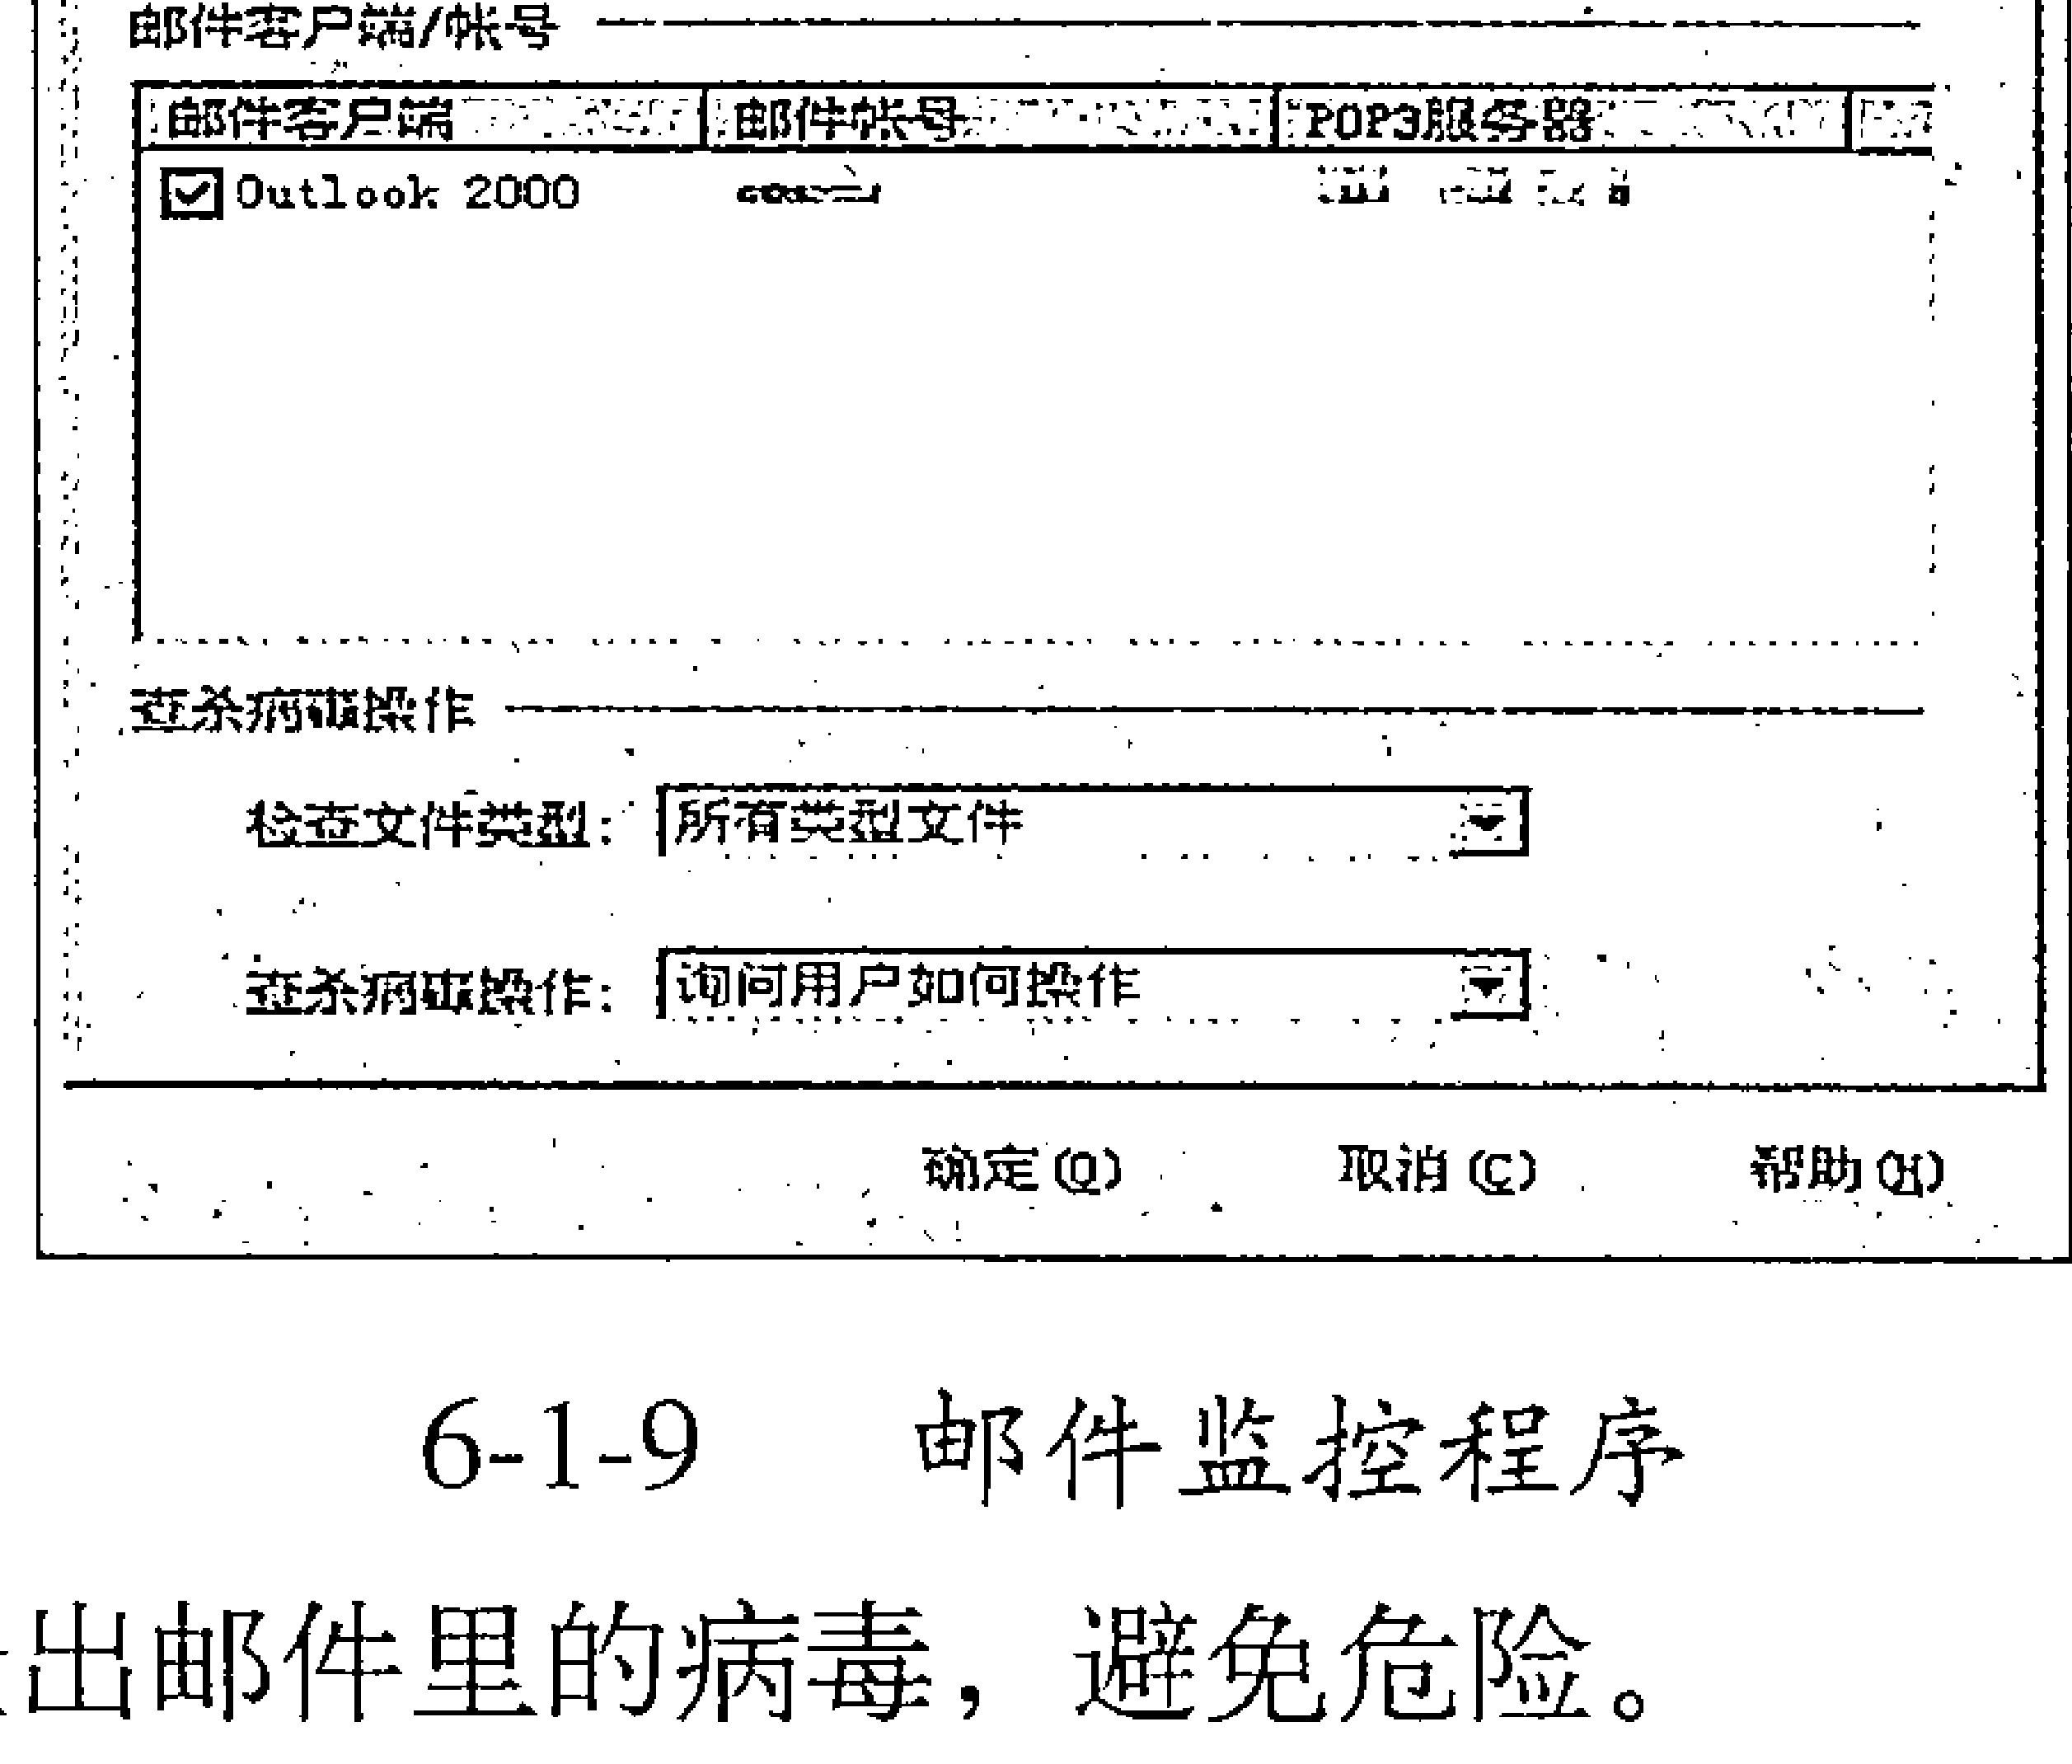 邮件客户端/帐号
邮件客户端 邮件帐号 POP3服务器
Outlook 2000
查杀病毒操作
检查文件类型: 所有类型文件
查杀病毒操作: 询问用户如何操作
确定(O) 取消(C) 帮助(H)
6-1-9 邮件监控程序
出邮件里的病毒，避免危险。